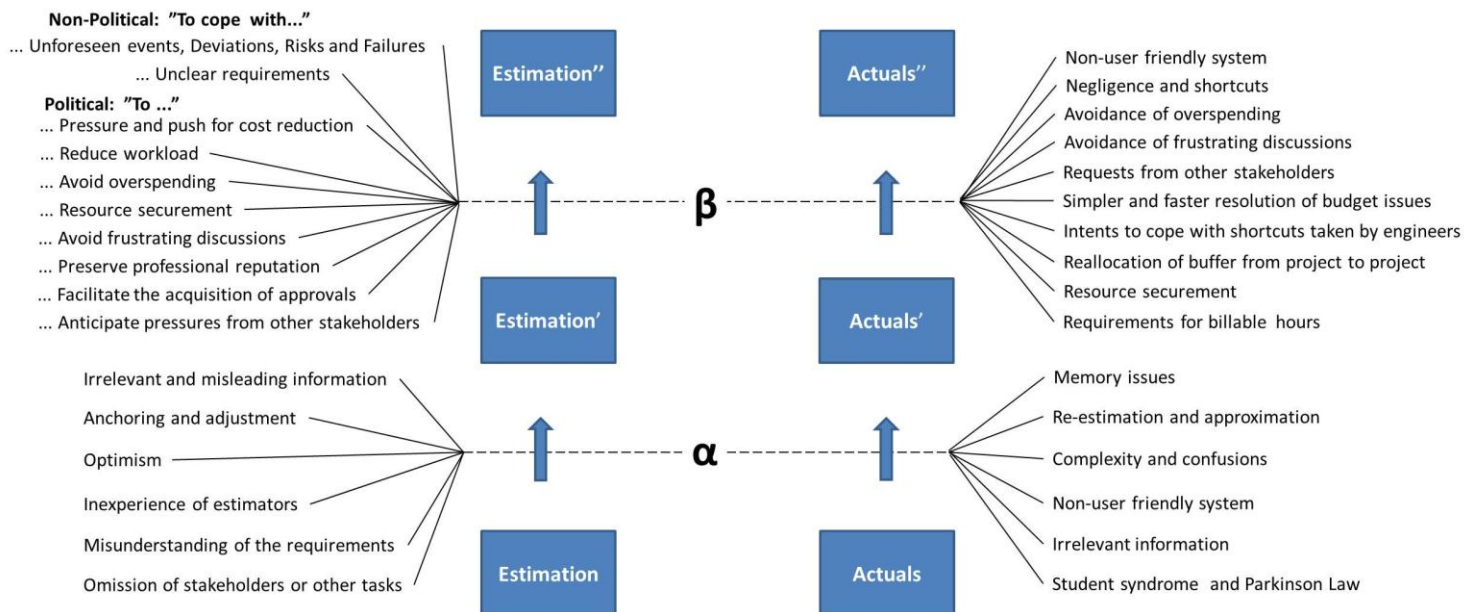 Non-Political: ”To cope with...”
... Unforeseen events, Deviations, Risks and Failures
... Unclear requirements
Political: ”To ...”
... Pressure and push for cost reduction
... Reduce workload
... Avoid overspending
... Resource securement
... Avoid frustrating discussions
... Preserve professional reputation
... Facilitate the acquisition of approvals
... Anticipate pressures from other stakeholders
Estimation’’
Actuals’’
Non-user friendly system
Negligence and shortcuts
Avoidance of overspending
Avoidance of frustrating discussions
Requests from other stakeholders
Simpler and faster resolution of budget issues
Intents to cope with shortcuts taken by engineers
Reallocation of buffer from project to project
Resource securement
Requirements for billable hours
β
Estimation’
Actuals’
Irrelevant and misleading information
Anchoring and adjustment
Optimism
Inexperience of estimators
Misunderstanding of the requirements
Omission of stakeholders or other tasks
α
Memory issues
Re-estimation and approximation
Complexity and confusions
Non-user friendly system
Irrelevant information
Student syndrome and Parkinson Law
Estimation
Actuals